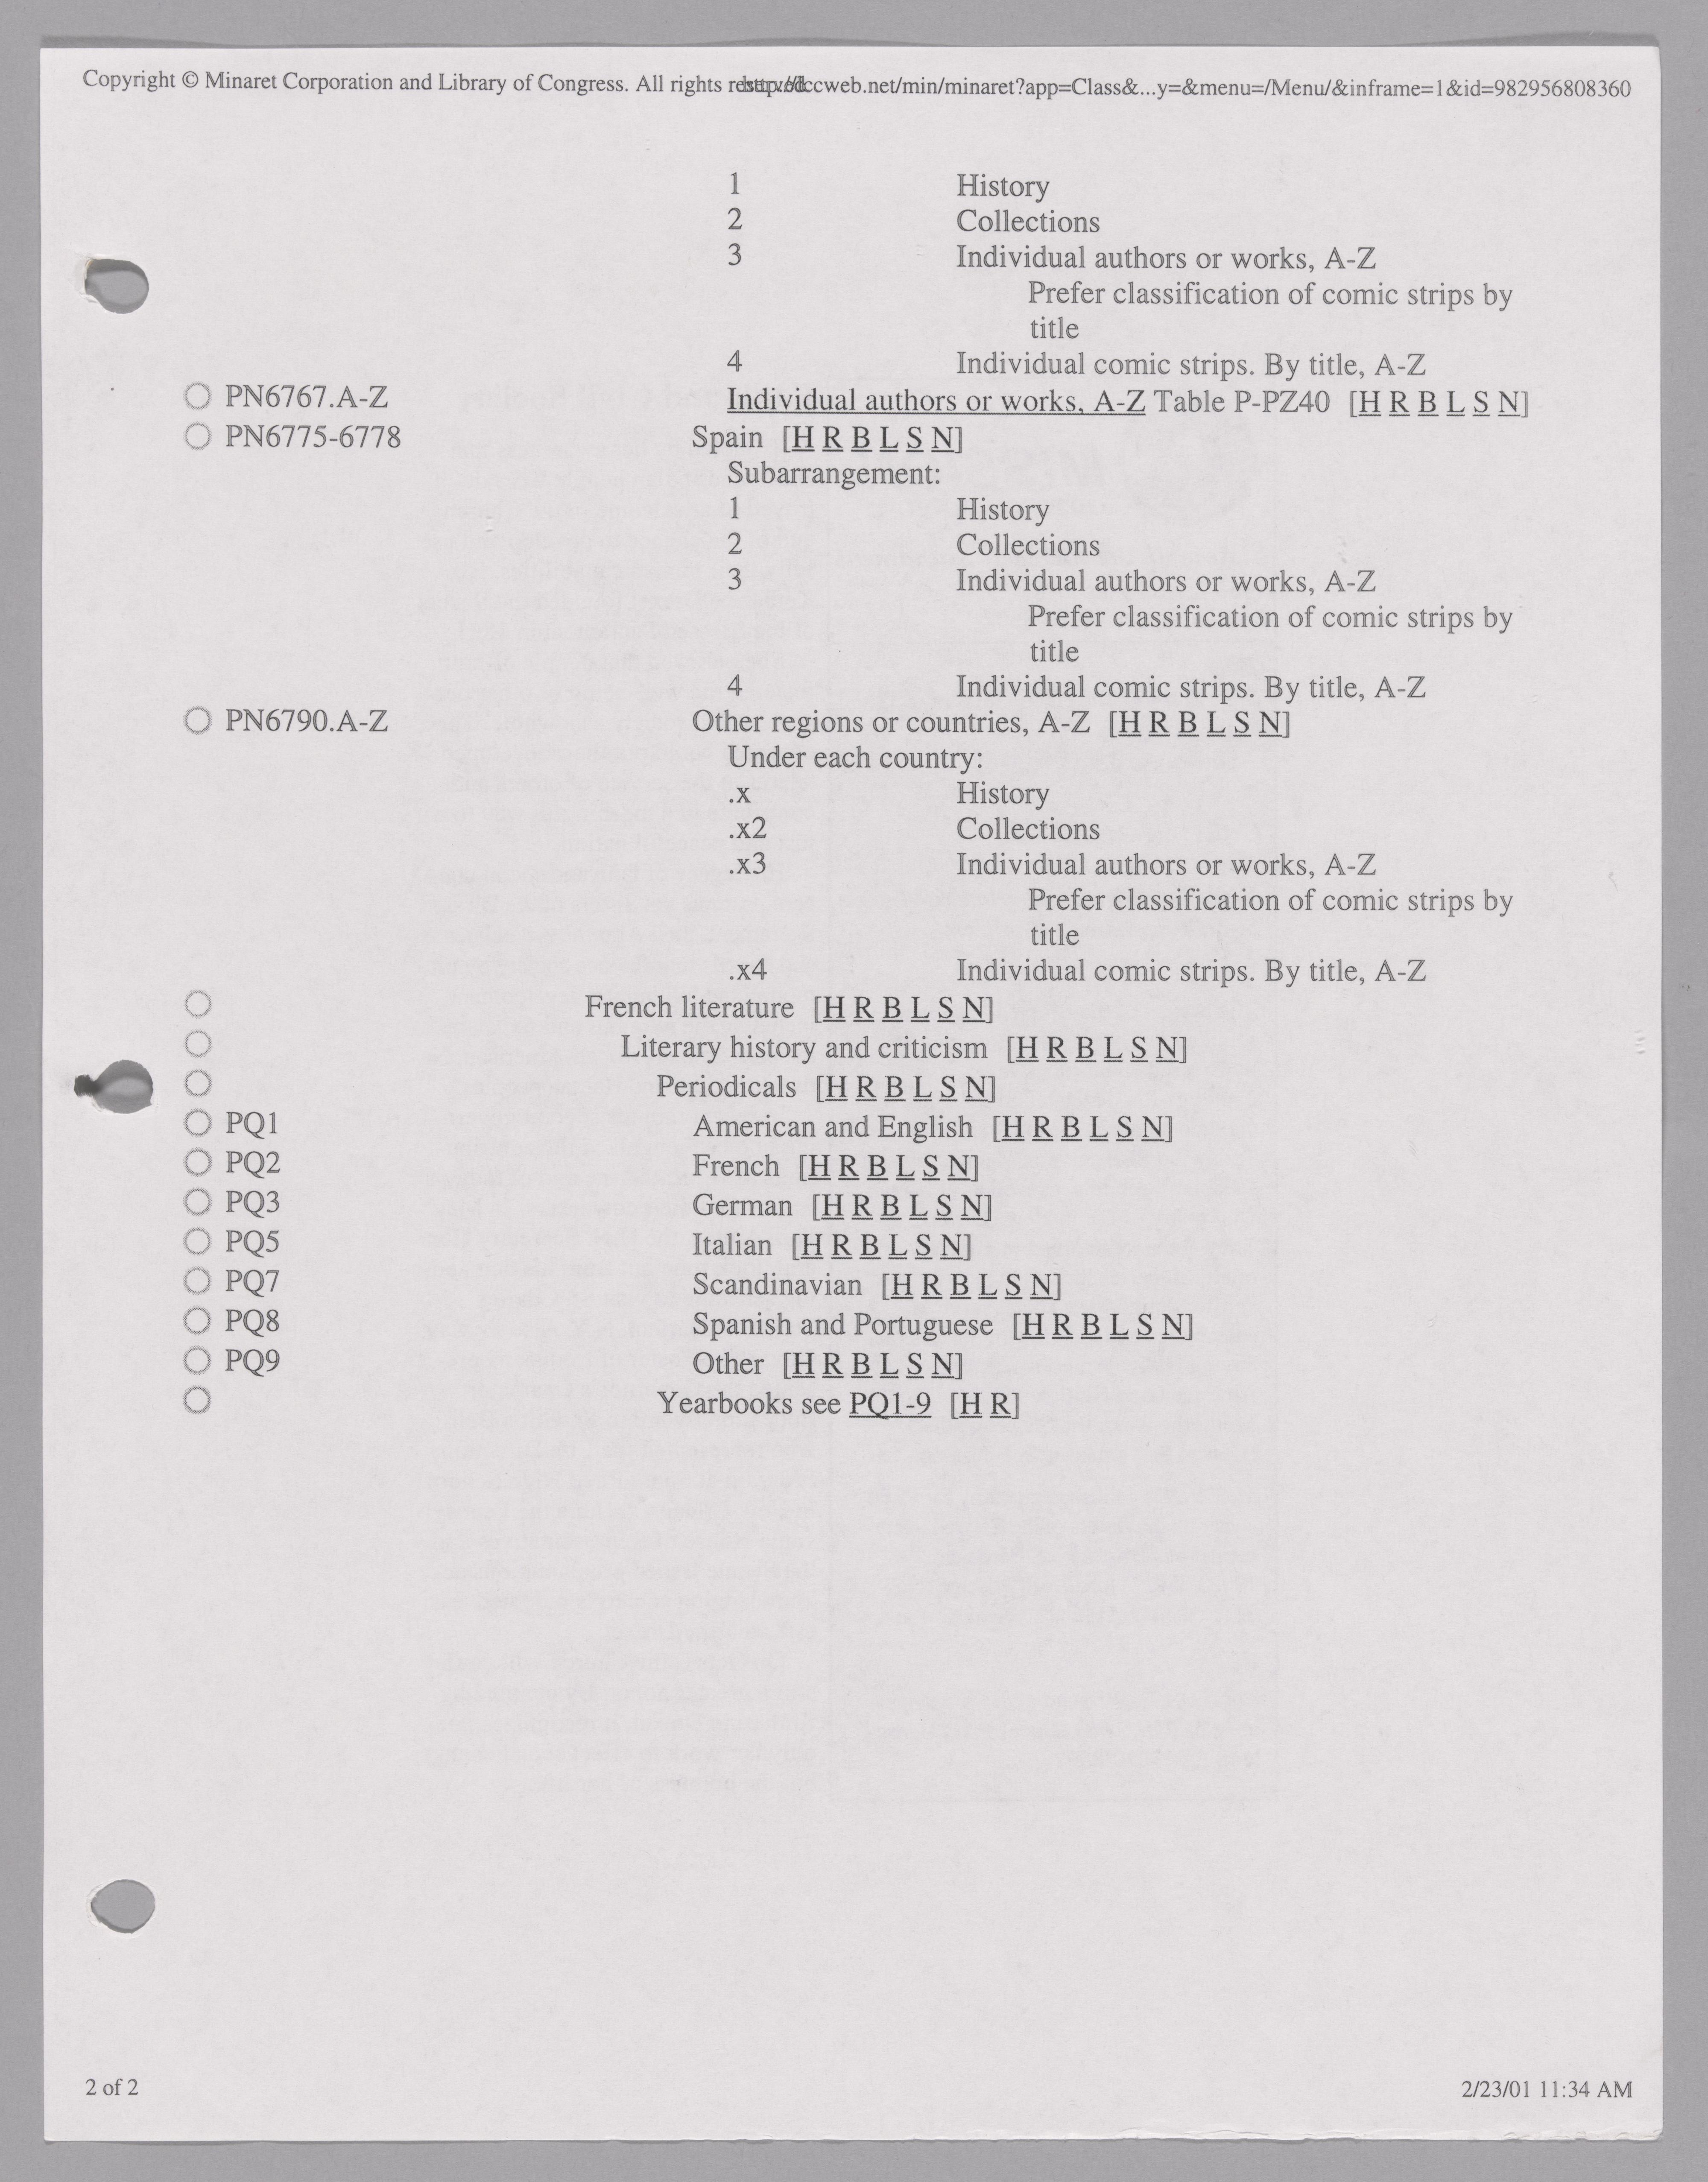 Copyright © Minaret Corporation and Library of Congress. All rights reserved. http://lccweb.net/min/minaret?app=Class&...y=&menu=/Menu/&inframe=1&id=982956808360
1 History
2 Collections
3 Individual authors or works, A-Z
Prefer classification of comic strips by
title
4 Individual comic strips. By title, A-Z
PN6767.A-Z Individual authors or works, A-Z Table P-PZ40 [H R B L S N]
PN6775-6778 Spain [H R B L S N]
Subarrangement:
1 History
2 Collections
3 Individual authors or works, A-Z
Prefer classification of comic strips by
title
4 Individual comic strips. By title, A-Z
PN6790.A-Z Other regions or countries, A-Z [H R B L S N]
Under each country:
.x History
.x2 Collections
.x3 Individual authors or works, A-Z
Prefer classification of comic strips by
title
.x4 Individual comic strips. By title, A-Z
French literature [H R B L S N]
Literary history and criticism [H R B L S N]
Periodicals [H R B L S N]
PQ1 American and English [H R B L S N]
PQ2 French [H R B L S N]
PQ3 German [H R B L S N]
PQ5 Italian [H R B L S N]
PQ7 Scandinavian [H R B L S N]
PQ8 Spanish and Portuguese [H R B L S N]
PQ9 Other [H R B L S N]
Yearbooks see PQ1-9 [H R]
2 of 2 2/23/01 11:34 AM